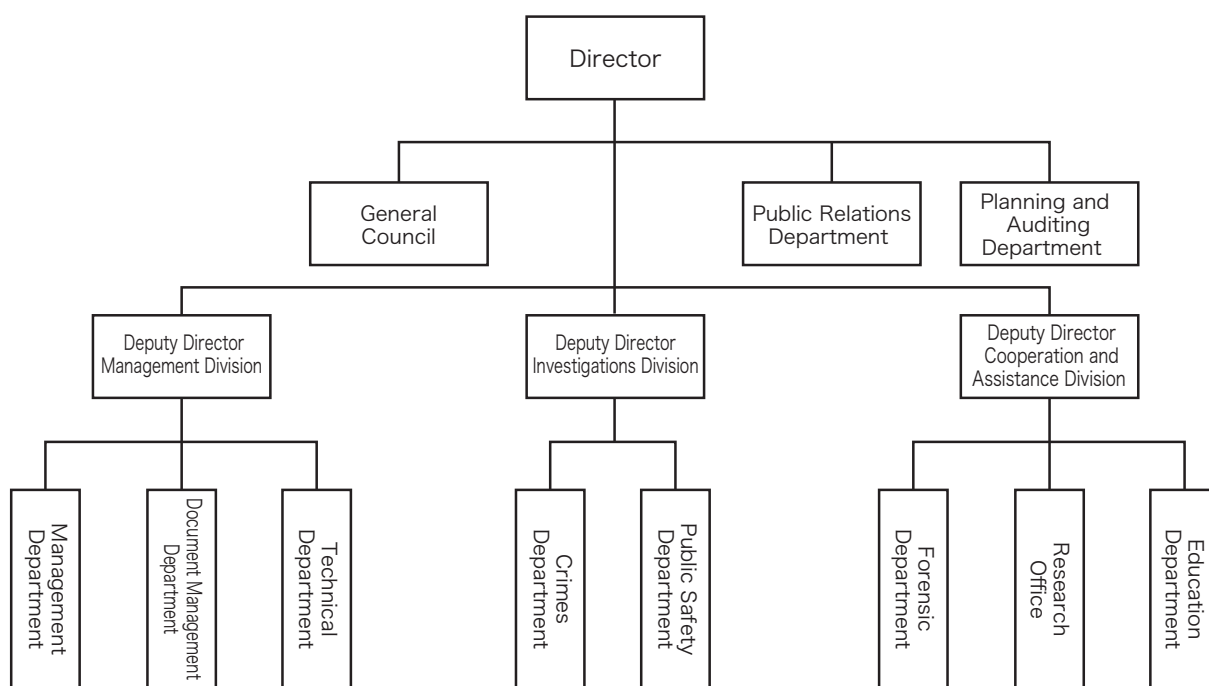 Director
General
Council
Public Relations
Department
Planning and
Auditing
Department
Deputy Director
Management Division
Deputy Director
Investigations Division
Deputy Director
Cooperation and
Assistance Division
Management
Department
Document Management
Department
Technical
Department
Crimes
Department
Public Safety
Department
Forensic
Department
Research
Office
Education
Department